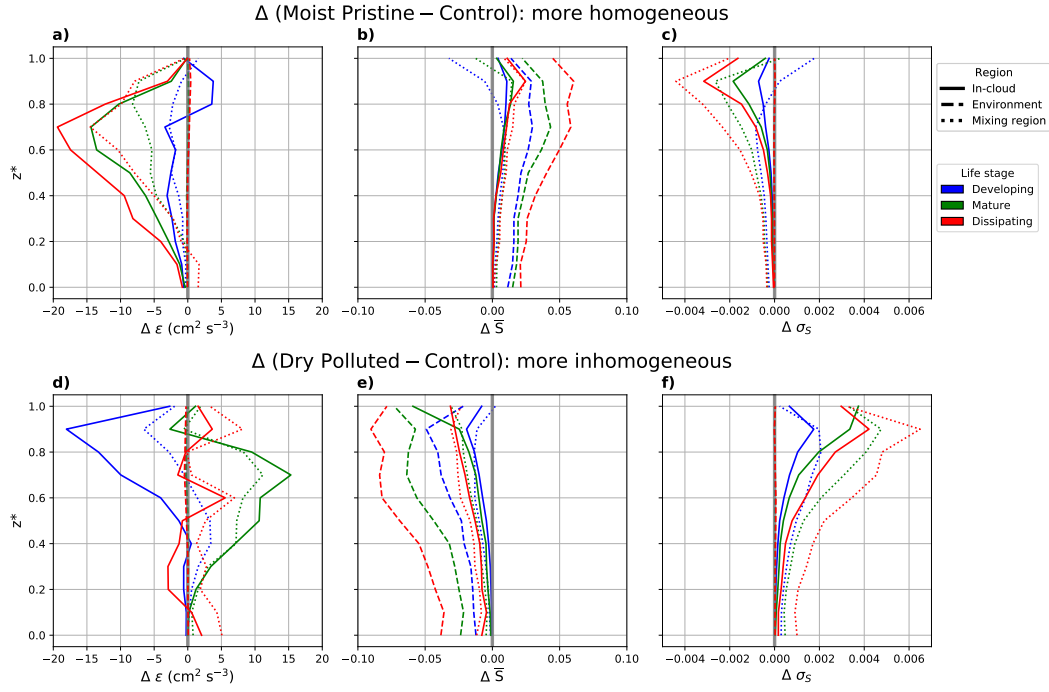 Δ (Moist Pristine − Control): more homogeneous
a)
b)
c)
1.0
0.8
0.6
0.4
0.2
0.0
z*
−20 −15 −10 −5 0 5 10 15 20
Δ ε (cm² s⁻³)
−0.10 −0.05 0.00 0.05 0.10
Δ S̅
−0.004 −0.002 0.000 0.002 0.004 0.006
Δ σ_S
Region
In-cloud
Environment
Mixing region
Life stage
Developing
Mature
Dissipating
Δ (Dry Polluted − Control): more inhomogeneous
d)
e)
f)
1.0
0.8
0.6
0.4
0.2
0.0
z*
−20 −15 −10 −5 0 5 10 15 20
Δ ε (cm² s⁻³)
−0.10 −0.05 0.00 0.05 0.10
Δ S̅
−0.004 −0.002 0.000 0.002 0.004 0.006
Δ σ_S